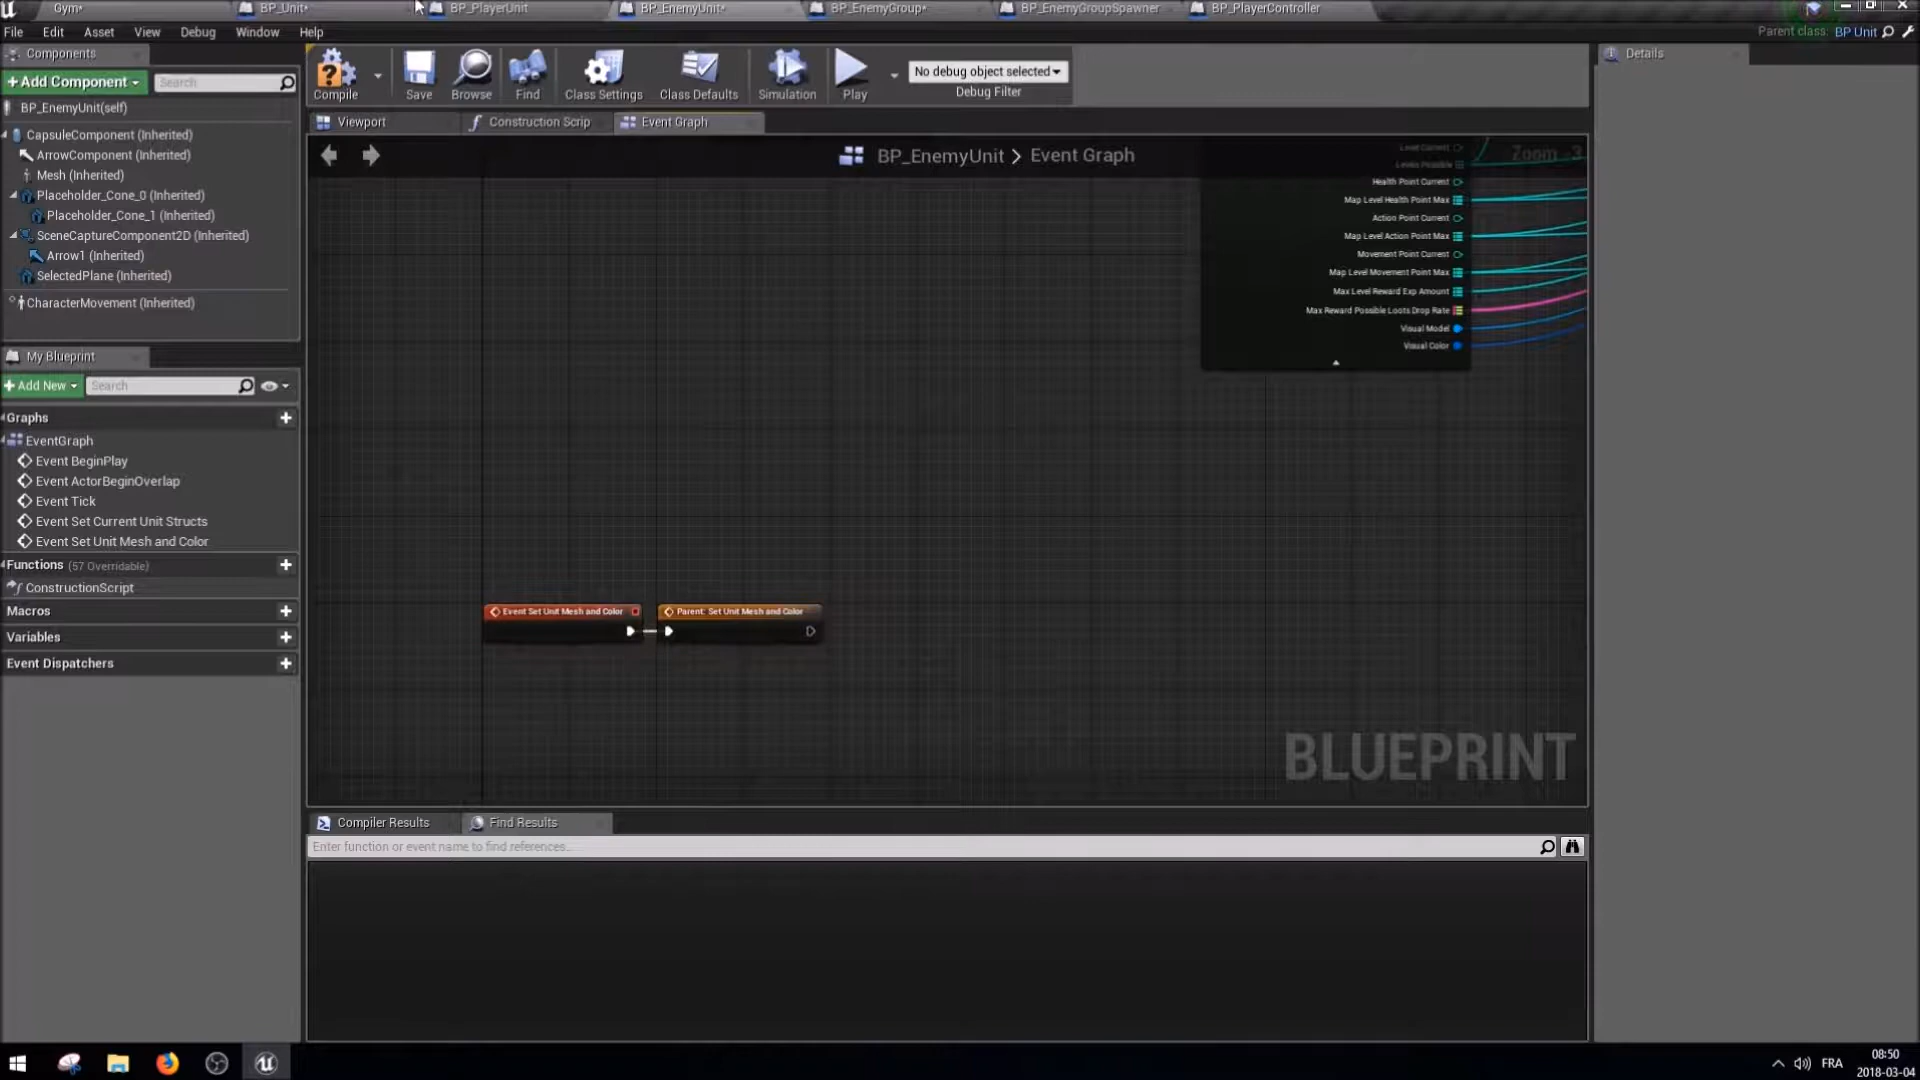 Gym*
BP_Unit*
BP_PlayerUnit
BP_EnemyUnit*
BP_EnemyGroup*
BP_EnemyGroupSpawner
BP_PlayerController
File Edit Asset View Debug Window Help
Parent class: BP Unit
Components
+Add Component
Search
BP_EnemyUnit(self)
CapsuleComponent (Inherited)
ArrowComponent (Inherited)
Mesh (Inherited)
Placeholder_Cone_0 (Inherited)
Placeholder_Cone_1 (Inherited)
SceneCaptureComponent2D (Inherited)
Arrow1 (Inherited)
SelectedPlane (Inherited)
CharacterMovement (Inherited)
My Blueprint
+Add New
Search
Graphs
EventGraph
Event BeginPlay
Event ActorBeginOverlap
Event Tick
Event Set Current Unit Structs
Event Set Unit Mesh and Color
Functions (57 Overridable)
ConstructionScript
Macros
Variables
Event Dispatchers
Compile
Save
Browse
Find
Class Settings
Class Defaults
Simulation
Play
No debug object selected
Debug Filter
Viewport
Construction Scrip
Event Graph
BP_EnemyUnit > Event Graph
Zoom -3
Level Current
Levels Possible
Health Point Current
Map Level Health Point Max
Action Point Current
Map Level Action Point Max
Movement Point Current
Map Level Movement Point Max
Max Level Reward Exp Amount
Max Reward Possible Loots Drop Rate
Visual Model
Visual Color
Event Set Unit Mesh and Color
Parent: Set Unit Mesh and Color
BLUEPRINT
Compiler Results
Find Results
Enter function or event name to find references...
Details
FRA
08:50
2018-03-04